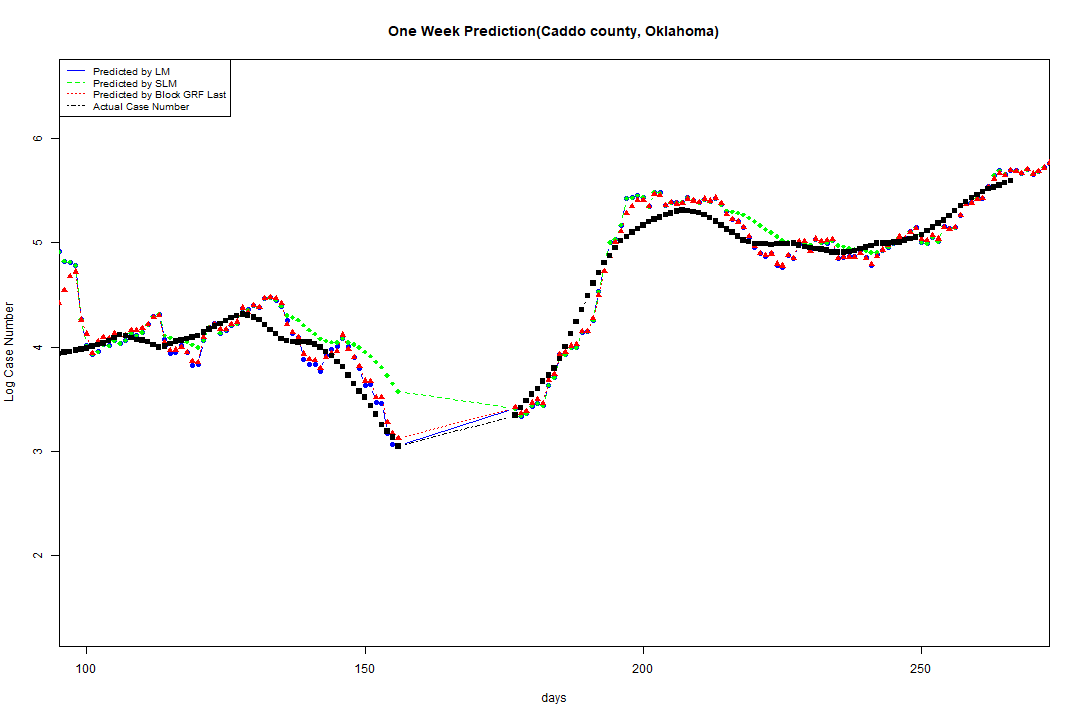 One Week Prediction(Caddo county, Oklahoma)
Predicted by LM
Predicted by SLM
Predicted by Block GRF Last
Actual Case Number
6
5
4
3
2
Log Case Number
100 150 200 250
days